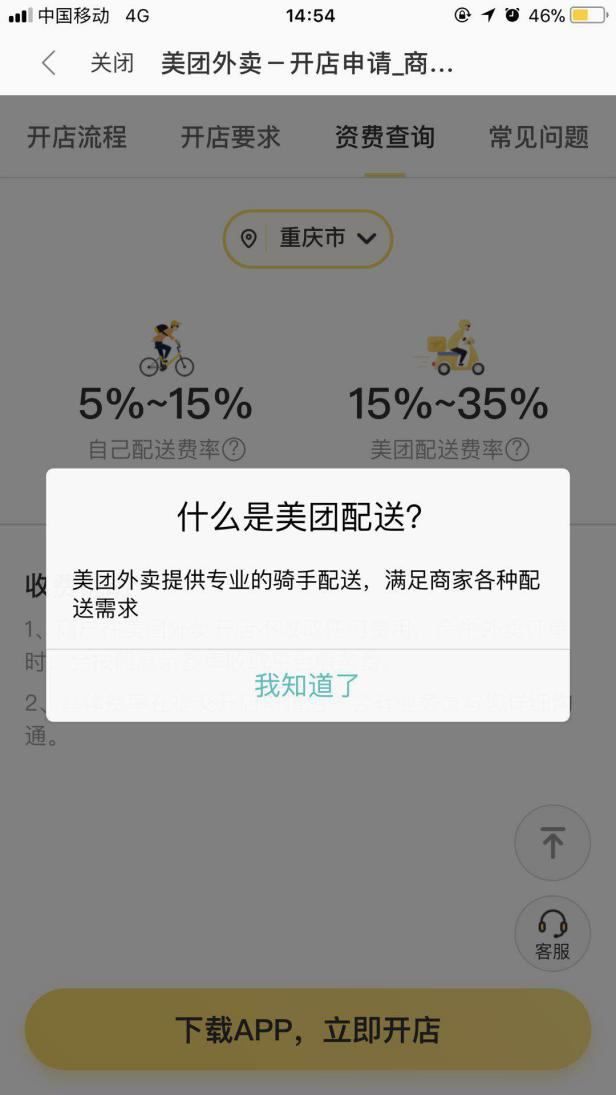 中国移动 4G 14:54 46%
关闭 美团外卖－开店申请_商...
开店流程 开店要求 资费查询 常见问题
重庆市
5%~15% 15%~35%
自己配送费率? 美团配送费率?
什么是美团配送?
美团外卖提供专业的骑手配送，满足商家各种配
送需求
我知道了
收
1、
时
2、
通。
客服
下载APP，立即开店